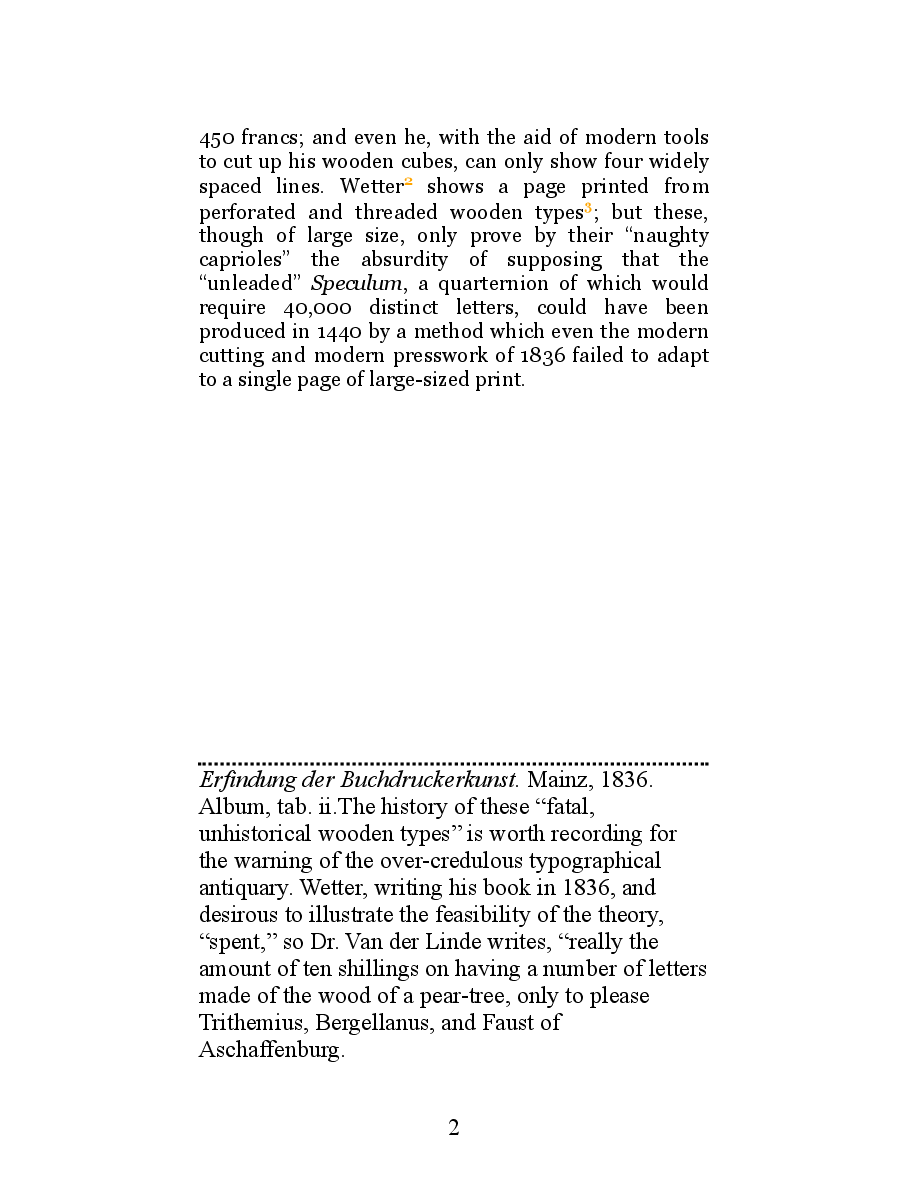 450 francs; and even he, with the aid of modern tools
to cut up his wooden cubes, can only show four widely
spaced lines. Wetter2 shows a page printed from
perforated and threaded wooden types3; but these,
though of large size, only prove by their “naughty
caprioles” the absurdity of supposing that the
“unleaded” Speculum, a quarternion of which would
require 40,000 distinct letters, could have been
produced in 1440 by a method which even the modern
cutting and modern presswork of 1836 failed to adapt
to a single page of large-sized print.
Erfindung der Buchdruckerkunst. Mainz, 1836.
Album, tab. ii.The history of these “fatal,
unhistorical wooden types” is worth recording for
the warning of the over-credulous typographical
antiquary. Wetter, writing his book in 1836, and
desirous to illustrate the feasibility of the theory,
“spent,” so Dr. Van der Linde writes, “really the
amount of ten shillings on having a number of letters
made of the wood of a pear-tree, only to please
Trithemius, Bergellanus, and Faust of
Aschaffenburg.
2